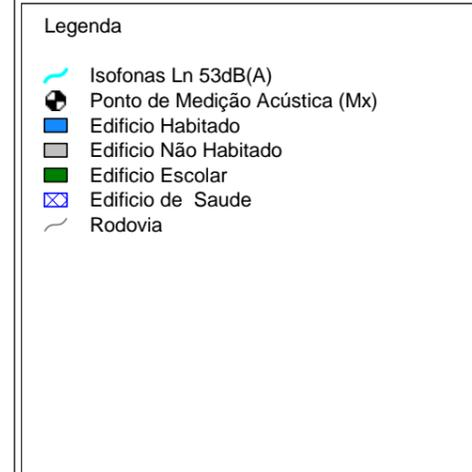 Legenda
Isofonas Ln 53dB(A)
Ponto de Medição Acústica (Mx)
Edificio Habitado
Edificio Não Habitado
Edificio Escolar
Edificio de Saude
Rodovia